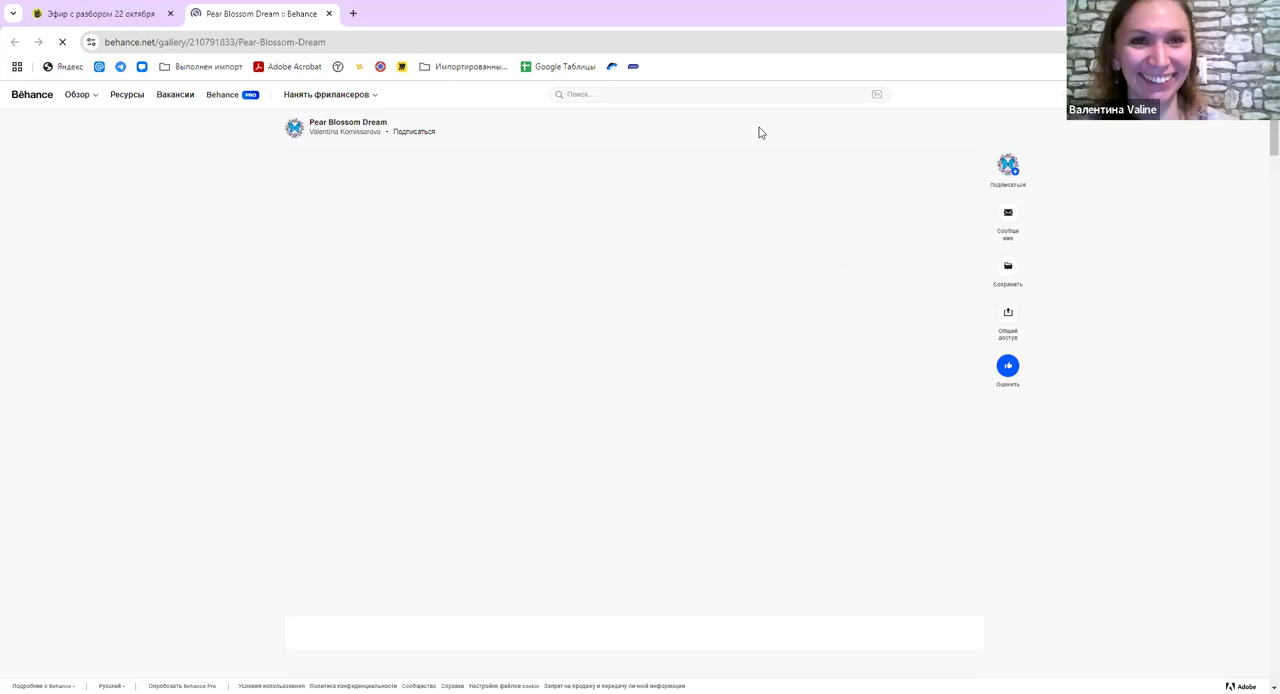 Эфир с разбором 22 октября
Pear Blossom Dream :: Behance
behance.net/gallery/210791833/Pear-Blossom-Dream
Яндекс
Выполнен импорт
Adobe Acrobat
Импортированны...
Google Таблицы
Bēhance
Обзор
Ресурсы
Вакансии
Behance PRO
Нанять фрилансеров
Поиск...
Валентина Valine
Pear Blossom Dream
Valentina Komissarova • Подписаться
Подписаться
Сообще
ние
Сохранить
Общий
доступ
Оценить
Подробнее о Behance
Русский
Опробовать Behance Pro
Условия использования
Политика конфиденциальности
Сообщество
Справка
Настройки файлов cookie
Запрет на продажу и передачу личной информации
Adobe